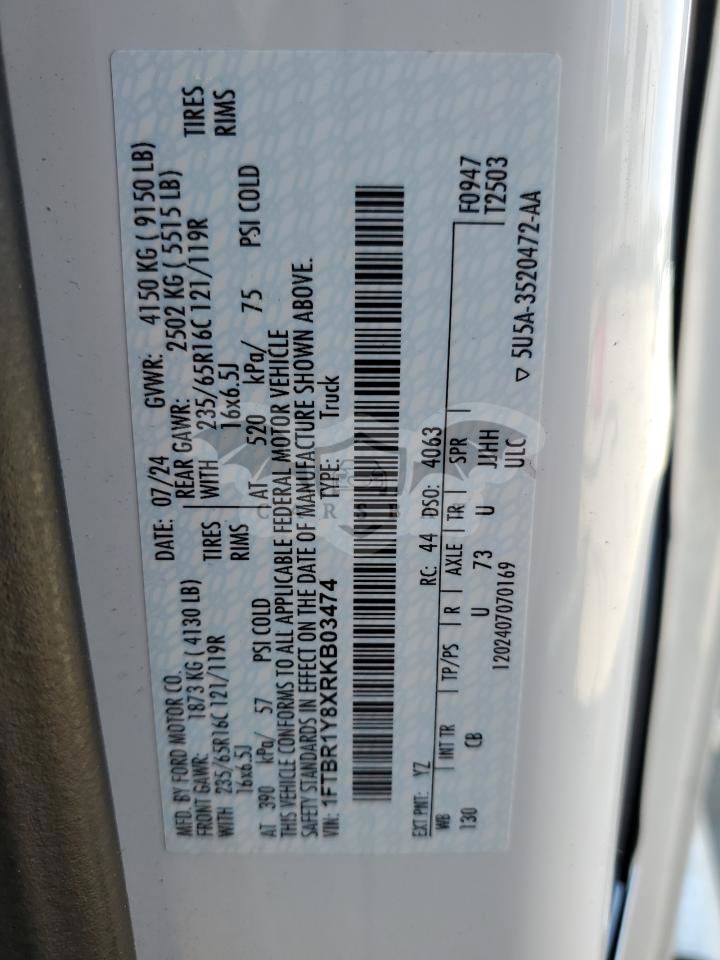 MFD. BY FORD MOTOR CO.
DATE: 07/24 GVWR: 4150 KG ( 9150 LB)
FRONT GAWR: 1873 KG ( 4130 LB) REAR GAWR: 2502 KG ( 5515 LB)
WITH 235/65R16C 121/119R TIRES WITH 235/65R16C 121/119R TIRES
16x6.5J RIMS 16x6.5J RIMS
AT 390 kPa/ 57 PSI COLD AT 520 kPa/ 75 PSI COLD
THIS VEHICLE CONFORMS TO ALL APPLICABLE FEDERAL MOTOR VEHICLE
SAFETY STANDARDS IN EFFECT ON THE DATE OF MANUFACTURE SHOWN ABOVE.
VIN: 1FTBR1Y8XRKB03474 TYPE: Truck
EXT PNT: YZ RC: 44 DSO: 4063 F0947
WB INT TR TP/PS R AXLE TR SPR T2503
130 CB U 73 U JJHH
120240707016​9 ULC ▽ 5U5A-3520472-AA